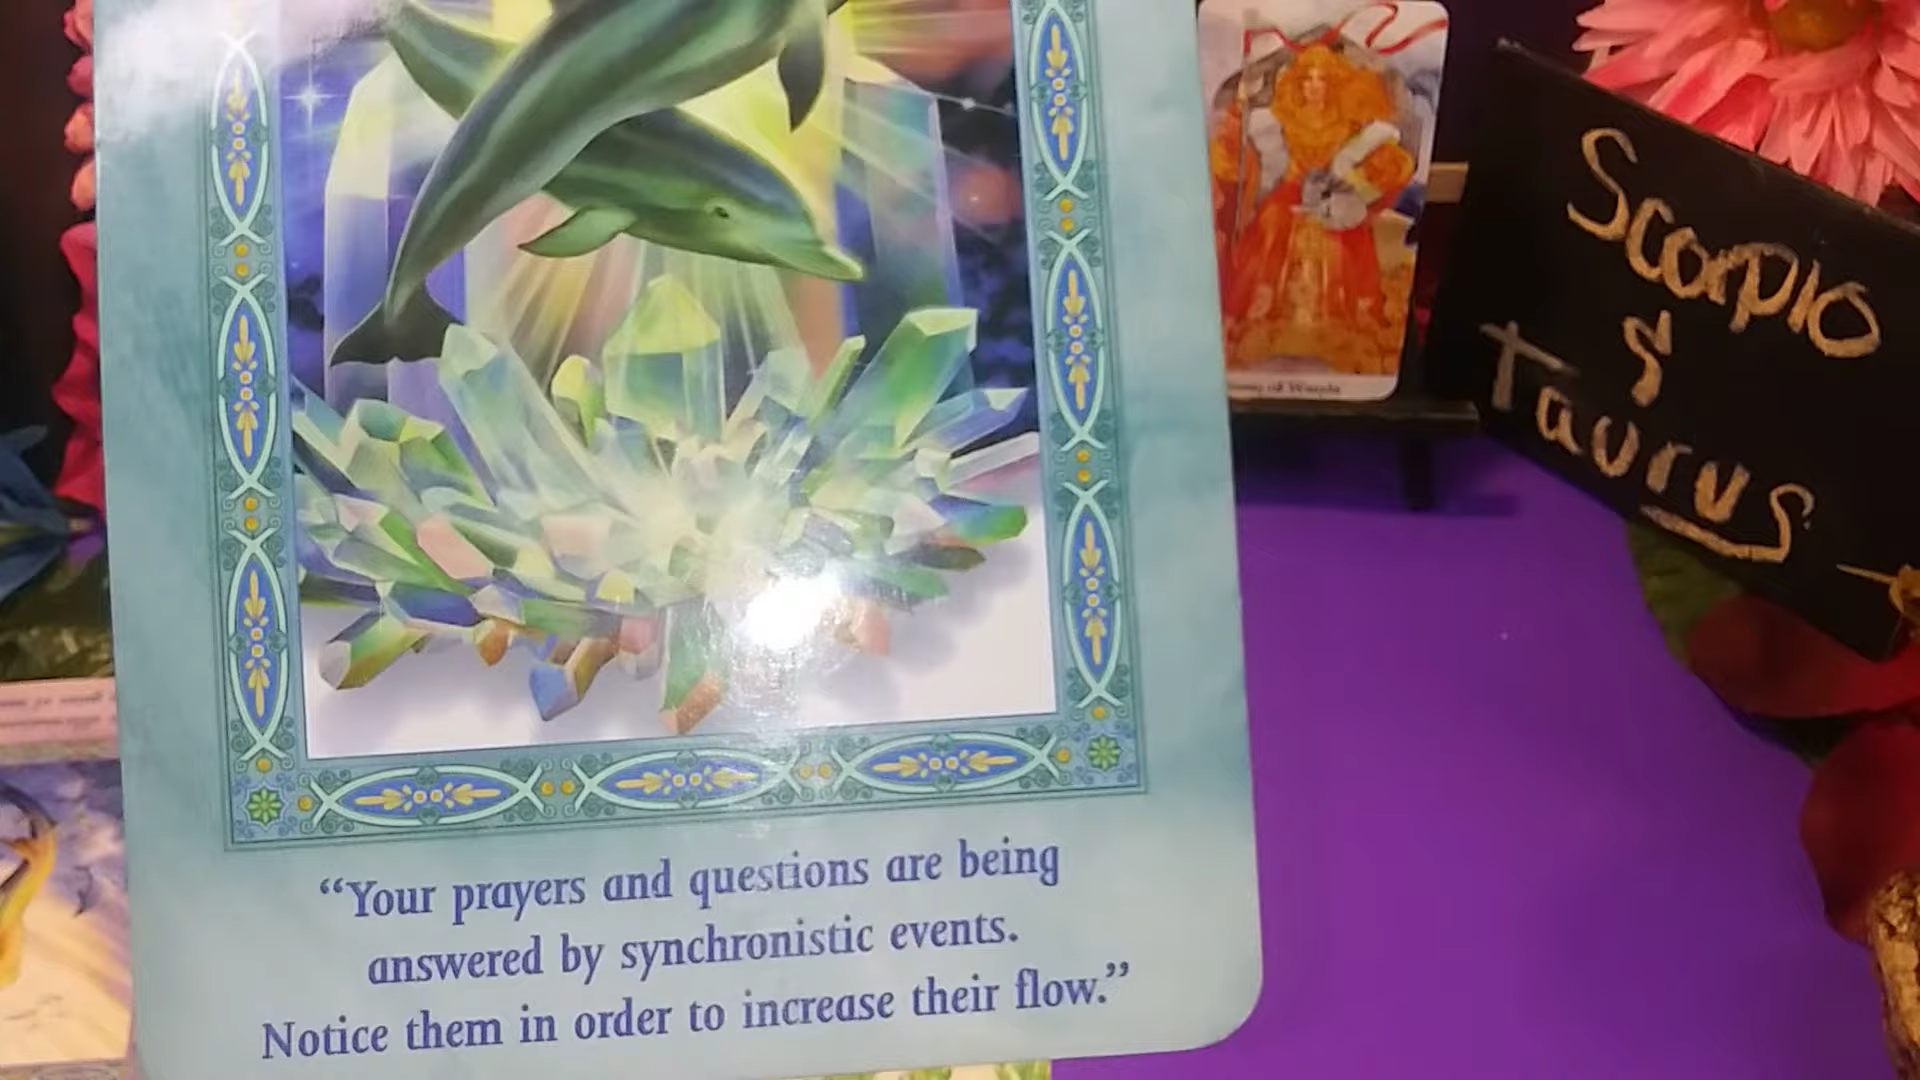 Scorpio
&
Taurus
“Your prayers and questions are being
answered by synchronistic events.
Notice them in order to increase their flow.”